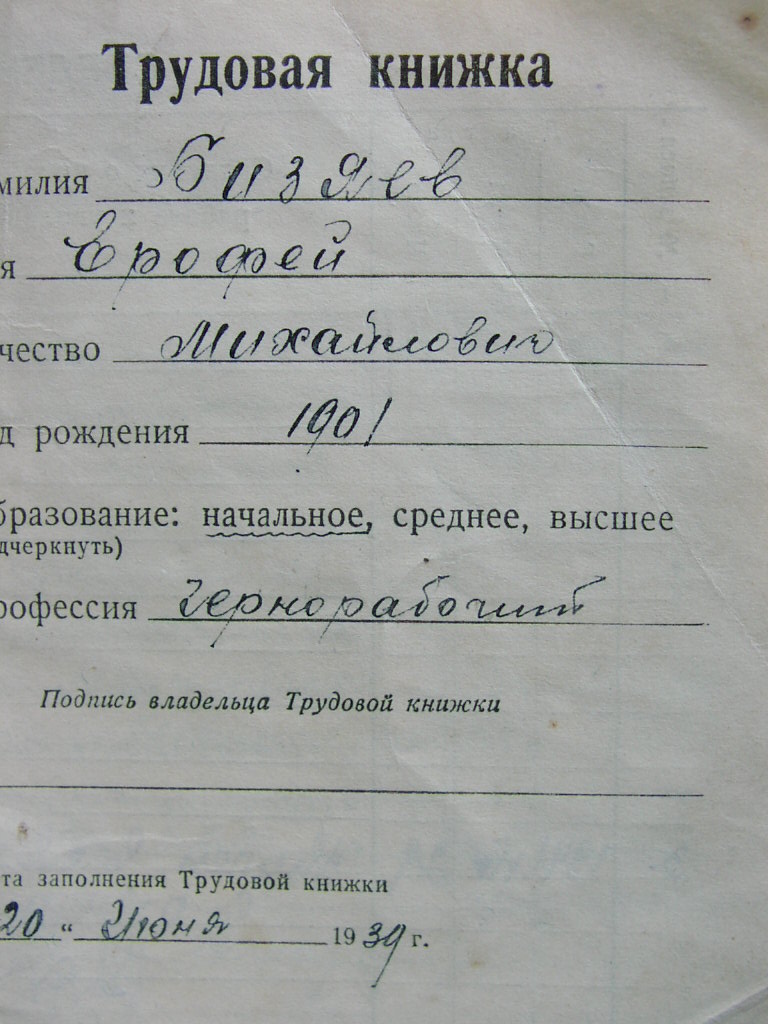 Трудовая книжка
милия Бизяев
я Ерофей
чество Михайлович
д рождения 1901
бразование: начальное, среднее, высшее
дчеркнуть)
рофессия Чернорабочий
Подпись владельца Трудовой книжки
та заполнения Трудовой книжки
20 " Июня 1939 г.